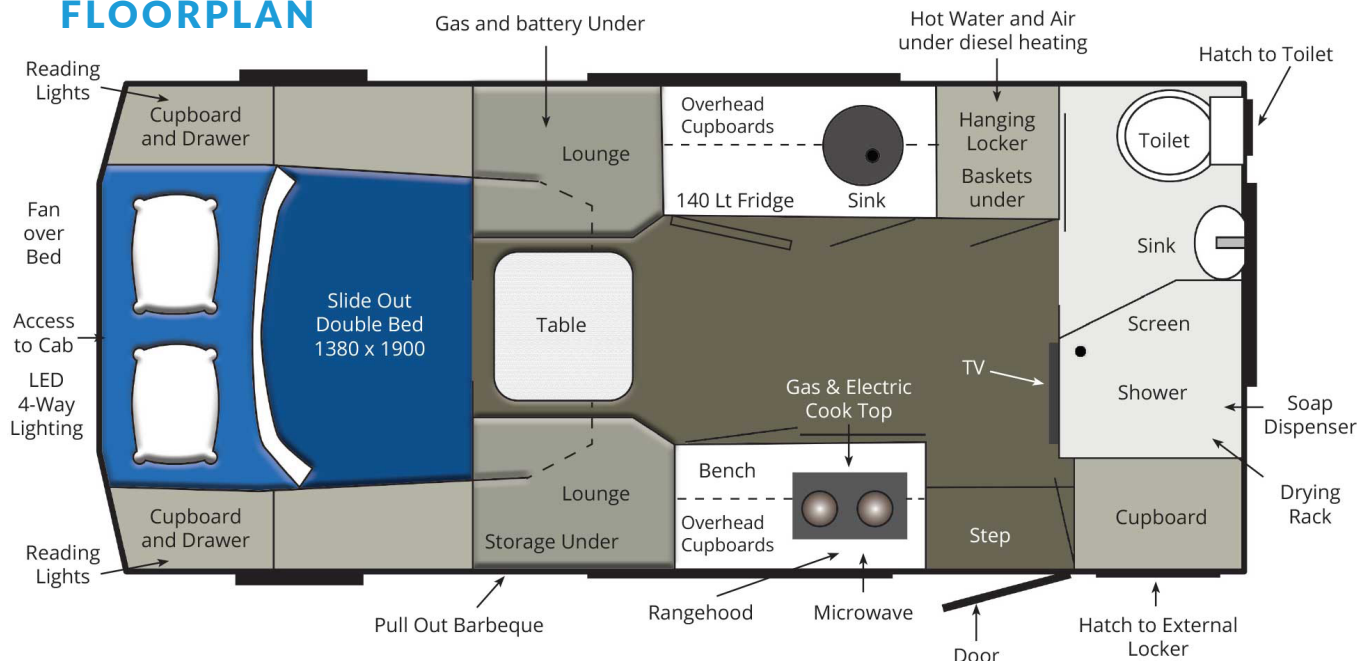 FLOORPLAN
Gas and battery Under
Hot Water and Air
under diesel heating
Hatch to Toilet
Reading
Lights
Cupboard
and Drawer
Lounge
Overhead
Cupboards
140 Lt Fridge
Sink
Hanging
Locker
Baskets
under
Toilet
Sink
Fan
over
Bed
Access
to Cab
LED
4-Way
Lighting
Slide Out
Double Bed
1380 x 1900
Table
TV
Screen
Shower
Soap
Dispenser
Drying
Rack
Gas & Electric
Cook Top
Bench
Overhead
Cupboards
Lounge
Storage Under
Cupboard
and Drawer
Reading
Lights
Step
Cupboard
Pull Out Barbeque
Rangehood
Microwave
Door
Hatch to External
Locker